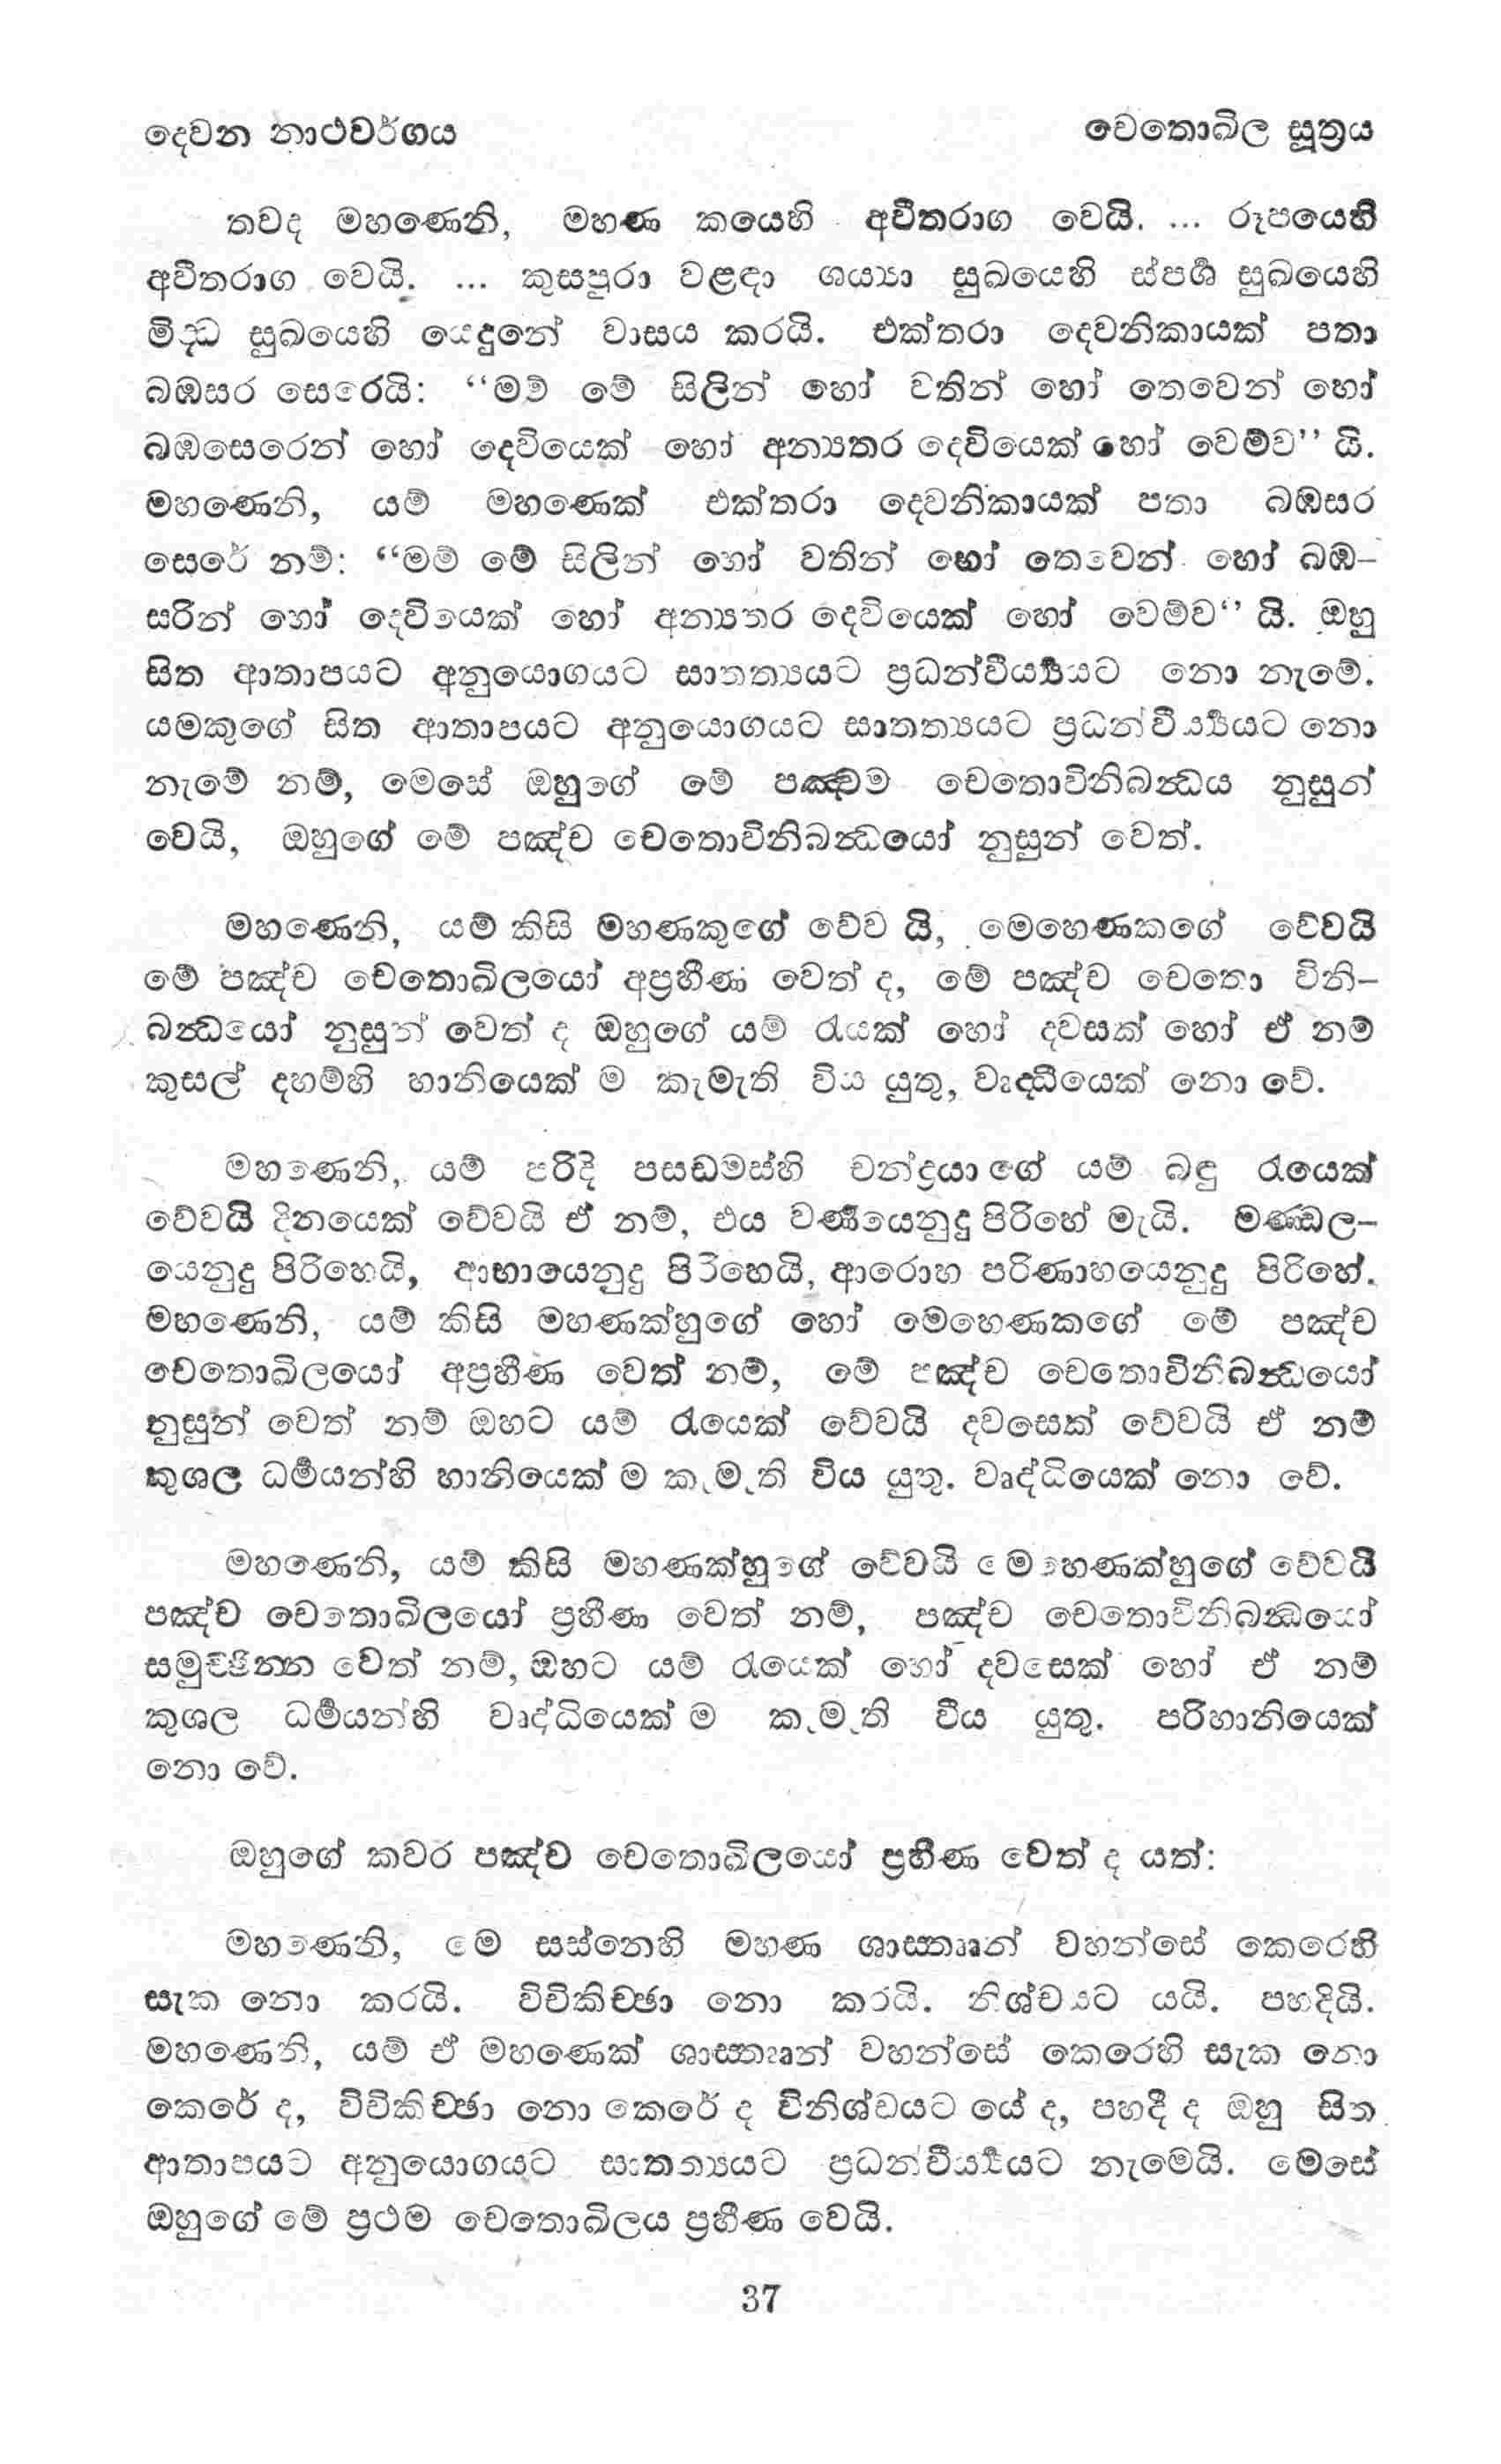 දෙවන නාථවර්ගය
චෙතොඛිල සූත්‍රය
තවද මහණෙනි, මහණ කයෙහි අවීතරාග වෙයි. ... රූපයෙහි
අවීතරාග වෙයි. ... කුසපුරා වළඳා ශය්‍යා සුඛයෙහි ස්පර්‍ශ සුඛයෙහි
මිද්‍ධ සුඛයෙහි යෙදුනේ වාසය කරයි. එක්තරා දෙවනිකායක් පතා
බඹසර සෙරෙයි: “මම් මේ සිලින් හෝ වතින් හෝ තෙවෙන් හෝ
බඹසෙරෙන් හෝ දෙවියෙක් හෝ අන්‍යතර දෙවියෙක් හෝ වෙම්ව” යි.
මහණෙනි, යම් මහණෙක් එක්තරා දෙවනිකායක් පතා බඹසර
සෙරේ නම්: “මම් මේ සිලින් හෝ වතින් හෝ තෙවෙන් හෝ බඹ–
සරින් හෝ දෙවියෙක් හෝ අන්‍යතර දෙවියෙක් හෝ වෙම්ව‘’ යි. ඔහු
සිත ආතාපයට අනුයොගයට සාතත්‍යයට ප්‍රධන්වීර්‍ය්‍යයට නො නැමේ.
යමකුගේ සිත ආතාපයට අනුයොගයට සාතත්‍යයට ප්‍රධන්වීර්‍ය්‍යයට නො
නැමේ නම්, මෙසේ ඔහුගේ මේ පඤ්චම චෙතොවිනිබන්‍ධය නුසුන්
වෙයි, ඔහුගේ මේ පඤ්ච චෙතොවිනිබන්‍ධයෝ නුසුන් වෙත්.
මහණෙනි, යම් කිසි මහණකුගේ වේව යි, මෙහෙණකගේ වේවයි
මේ පඤ්ච චෙතොඛිලයෝ අප්‍රහීණ වෙත් ද, මේ පඤ්ච චෙතො විනි–
බන්‍ධයෝ නුසුන් වෙත් ද ඔහුගේ යම් රැයක් හෝ දවසක් හෝ ඒ නම්
කුසල් දහම්හි හානියෙක් ම කැමැති විය යුතු, වෘද්‍ධියෙක් නො වේ.
මහණෙනි, යම් පරිදි පසඩමස්හි චන්ද්‍රයාගේ යම් බඳු රැයෙක්
වේවයි දිනයෙක් වේවයි ඒ නම්, එය වර්‍ණයෙනුදු පිරිහේ මැයි. මණ්‍ඩල–
යෙනුදු පිරිහෙයි, ආභායෙනුදු පිරිහෙයි, ආරොහ පරිණාහයෙනුදු පිරිහේ.
මහණෙනි, යම් කිසි මහණක්හුගේ හෝ මෙහෙණකගේ මේ පඤ්ච
චෙතොඛිලයෝ අප්‍රහීණ වෙත් නම්, මේ පඤ්ච චෙතොවිනිබන්‍ධයෝ
නුසුන් වෙත් නම් ඔහට යම් රැයෙක් වේවයි දවසෙක් වේවයි ඒ නම්
කුශල ධර්‍මයන්හි හානියෙක් ම කැමැති විය යුතු. වෘද්ධියෙක් නො වේ.
මහණෙනි, යම් කිසි මහණක්හුගේ වේවයි මෙහෙණක්හුගේ වේවයි
පඤ්ච චෙතොඛිලයෝ ප්‍රහීණ වෙත් නම්, පඤ්ච චෙතොවිනිබන්‍ධයෝ
සමුච්ඡින්න වෙත් නම්, ඔහට යම් රැයෙක් හෝ දවසෙක් හෝ ඒ නම්
කුශල ධර්‍මයන්හි වෘද්ධියෙක් ම කැමැති විය යුතු. පරිහානියෙක්
නො වේ.
ඔහුගේ කවර පඤ්ච චෙතොඛිලයෝ ප්‍රහීණ වෙත් ද යත්:
මහණෙනි, මෙ සස්නෙහි මහණ ශාස්තෲන් වහන්සේ කෙරෙහි
සැක නො කරයි. විචිකිච්ඡා නො කරයි. නිශ්චයට යයි. පහදියි.
මහණෙනි, යම් ඒ මහණෙක් ශාස්තෲන් වහන්සේ කෙරෙහි සැක නො
කෙරේ ද, විචිකිච්ඡා නො කෙරේ ද විනිශ්චයට යේ ද, පහදී ද ඔහු සිත
ආතාපයට අනුයොගයට සාතත්‍යයට ප්‍රධන්වීර්‍ය්‍යයට නැමෙයි. මෙසේ
ඔහුගේ මේ ප්‍රථම චෙතොඛිලය ප්‍රහීණ වෙයි.
37